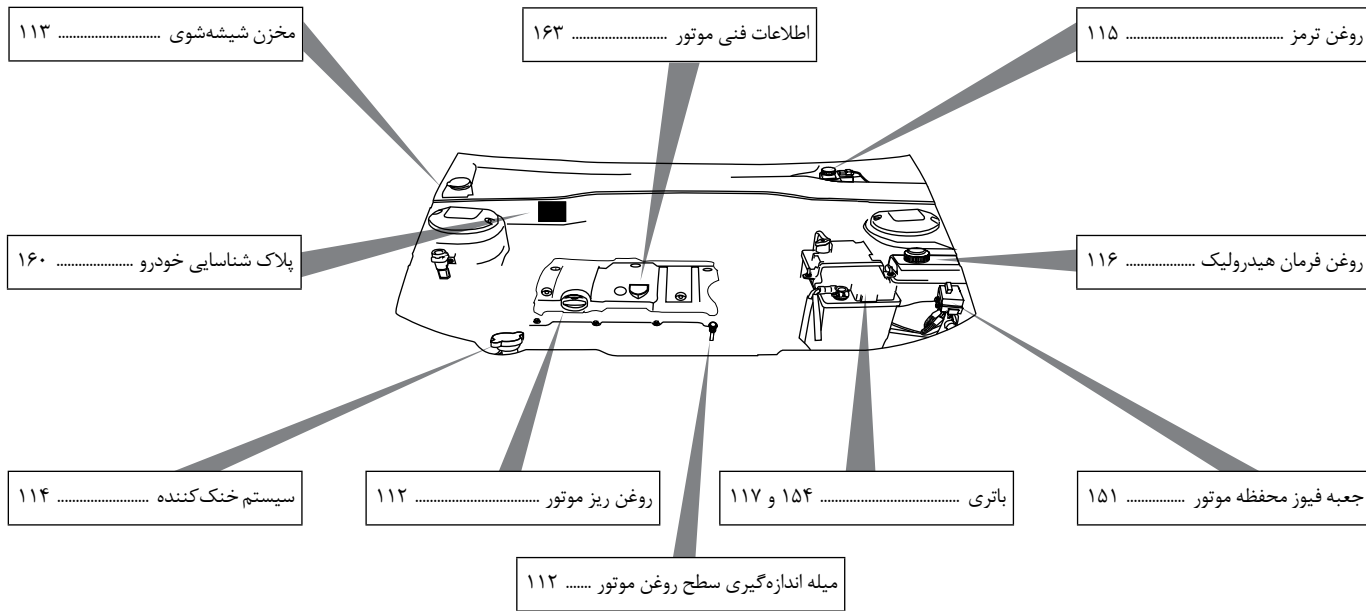 روغن ترمز ........................................ ۱۱۵
اطلاعات فنی موتور ........................ ۱۶۳
مخزن شیشه‌شوی .......................... ۱۱۳
روغن فرمان هیدرولیک ................. ۱۱۶
پلاک شناسایی خودرو ................... ۱۶۰
جعبه فیوز محفظه موتور .............. ۱۵۱
باتری ................................... ۱۵۴ و ۱۱۷
روغن ریز موتور ............................... ۱۱۲
سیستم خنک‌کننده ....................... ۱۱۴
میله اندازه‌گیری سطح روغن موتور ....... ۱۱۲